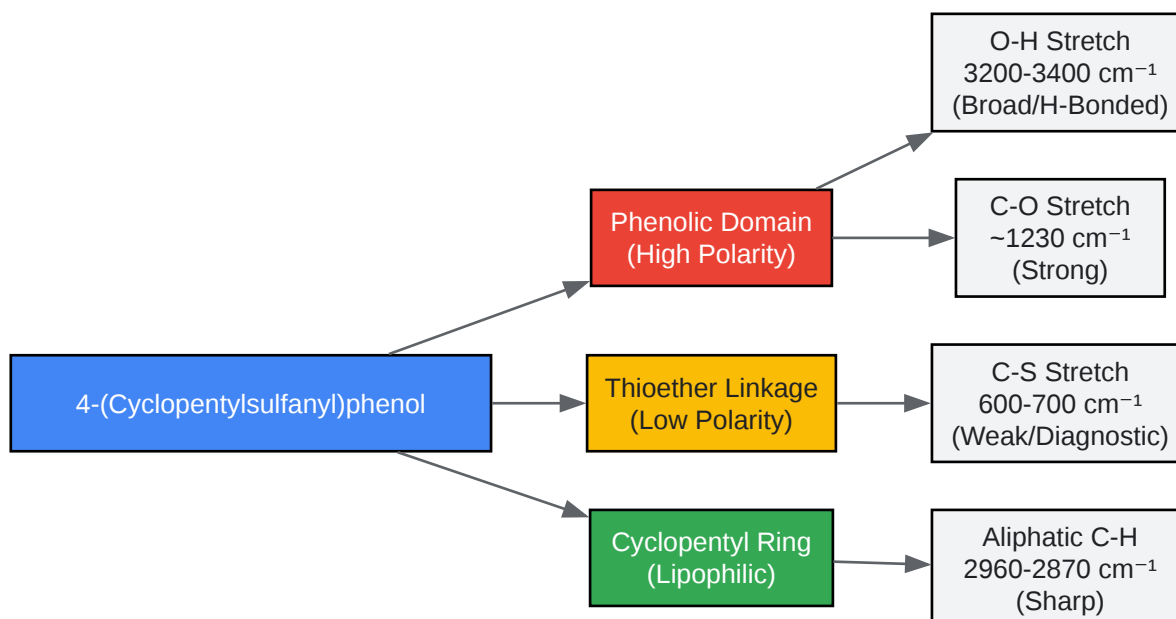 O-H Stretch
3200-3400 cm⁻¹
(Broad/H-Bonded)
Phenolic Domain
(High Polarity)
C-O Stretch
~1230 cm⁻¹
(Strong)
4-(Cyclopentylsulfanyl)phenol
Thioether Linkage
(Low Polarity)
C-S Stretch
600-700 cm⁻¹
(Weak/Diagnostic)
Cyclopentyl Ring
(Lipophilic)
Aliphatic C-H
2960-2870 cm⁻¹
(Sharp)